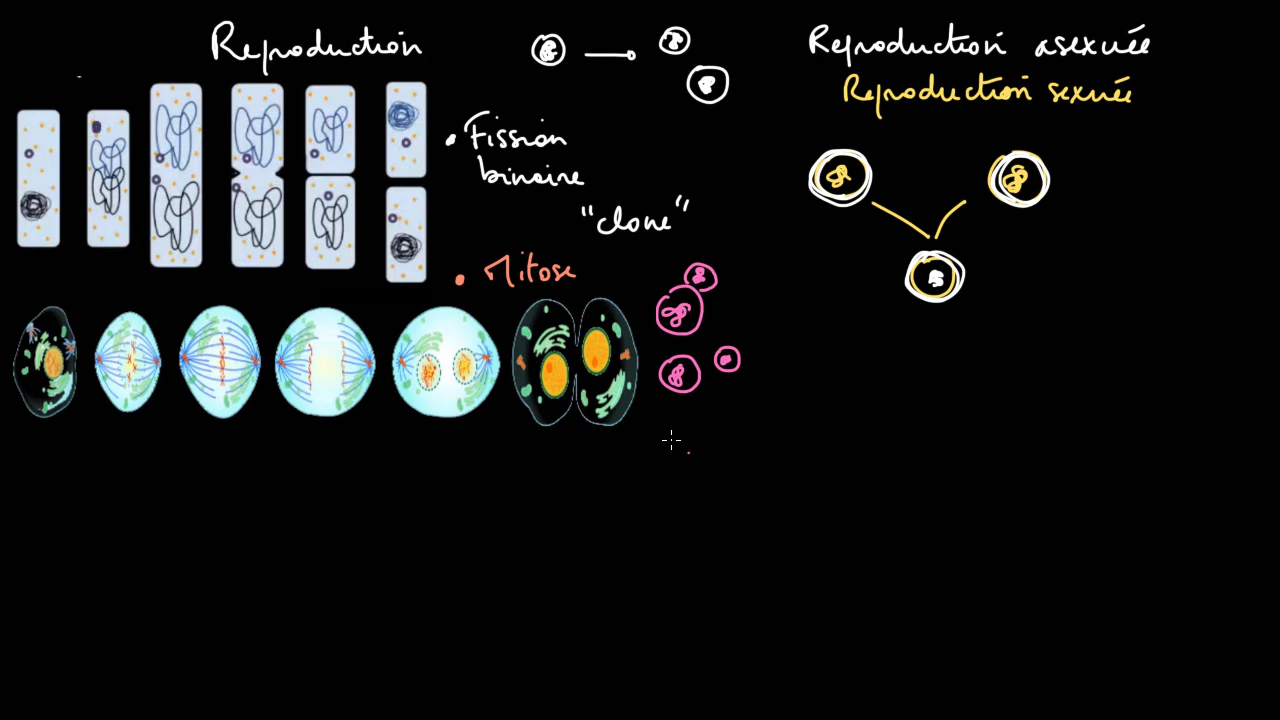 Reproduction
Reproduction asexuée
Reproduction sexuée
• Fission
binaire
"clone"
• Mitose